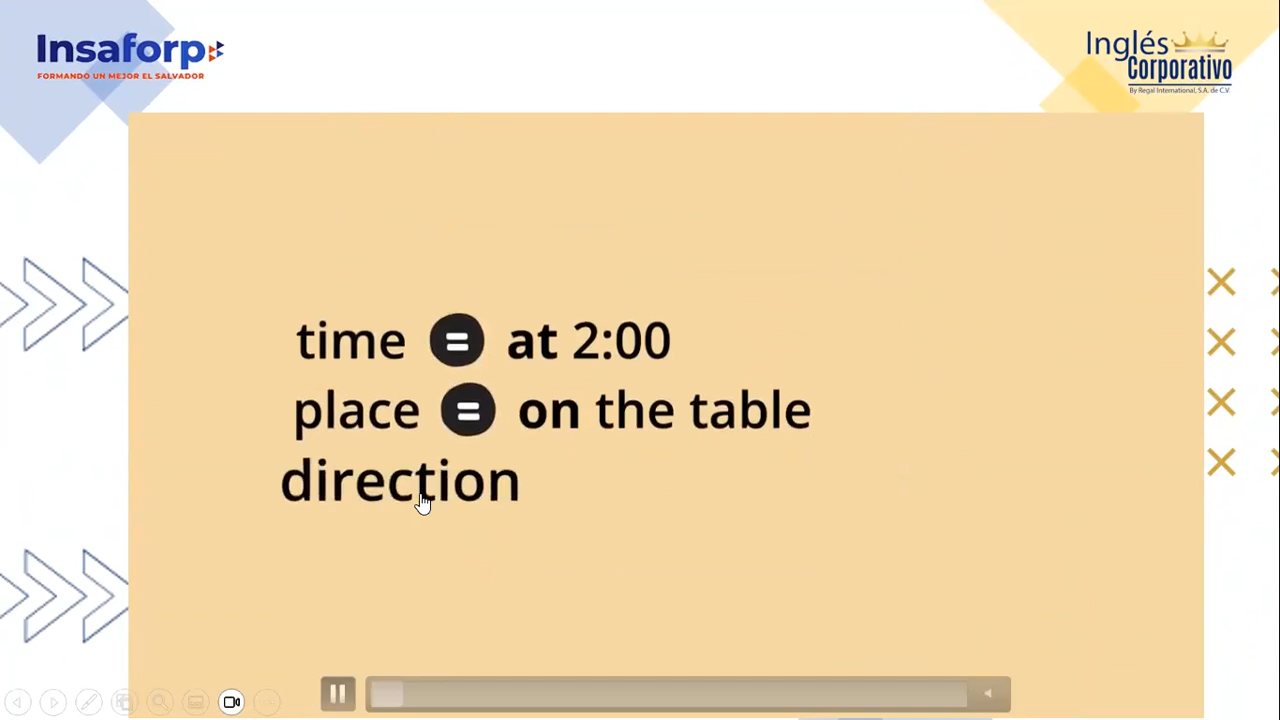 Insaforp
FORMANDO UN MEJOR EL SALVADOR
Inglés
Corporativo
By Regal International, S.A. de C.V.
time = at 2:00
place = on the table
direction